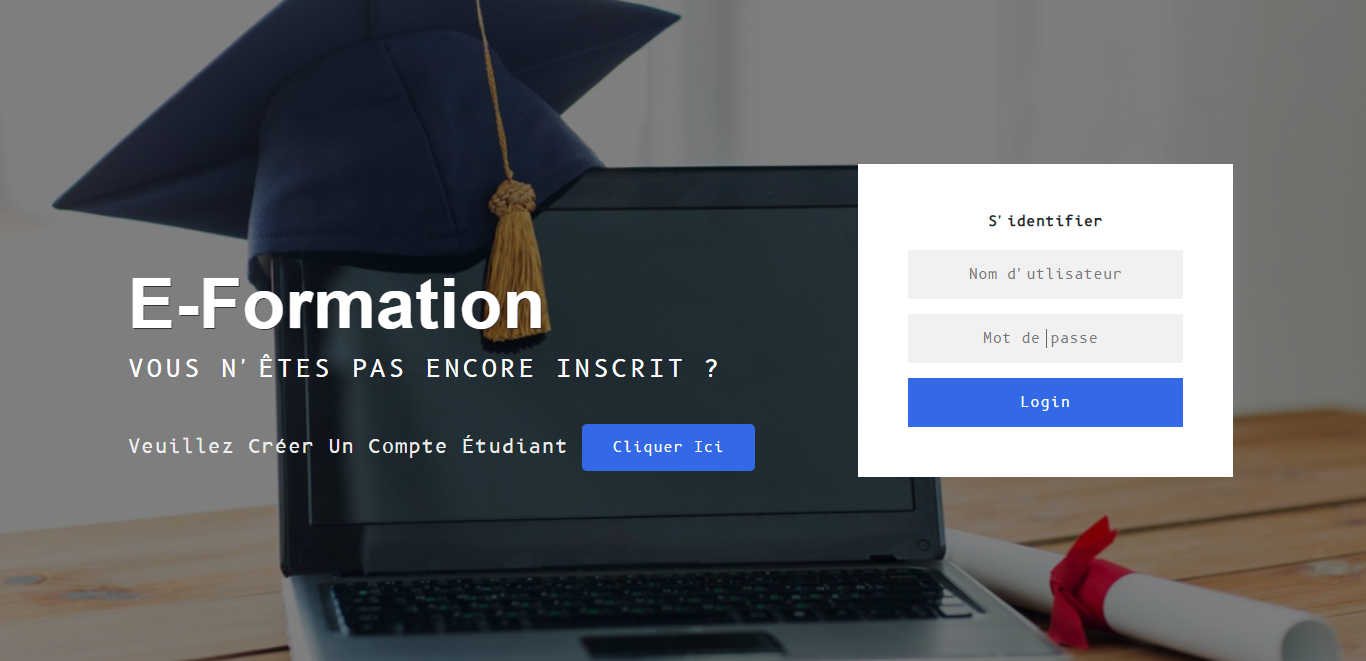 E-Formation
VOUS N'ÊTES PAS ENCORE INSCRIT ?
Veuillez Créer Un Compte Étudiant
Cliquer Ici
S'identifier
Nom d'utlisateur
Mot de passe
Login